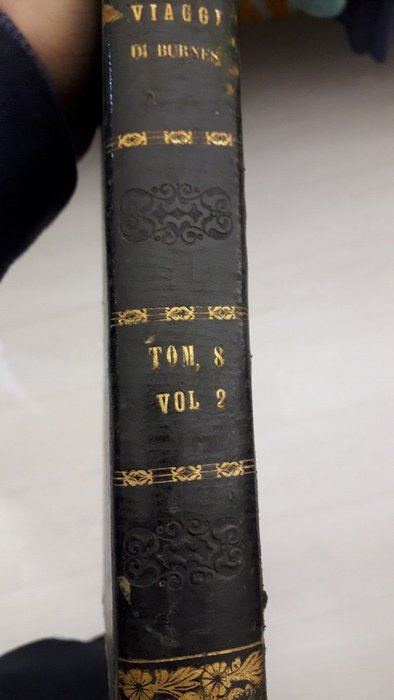 VIAGGI
DI BURNES
TOM, 8
VOL 2